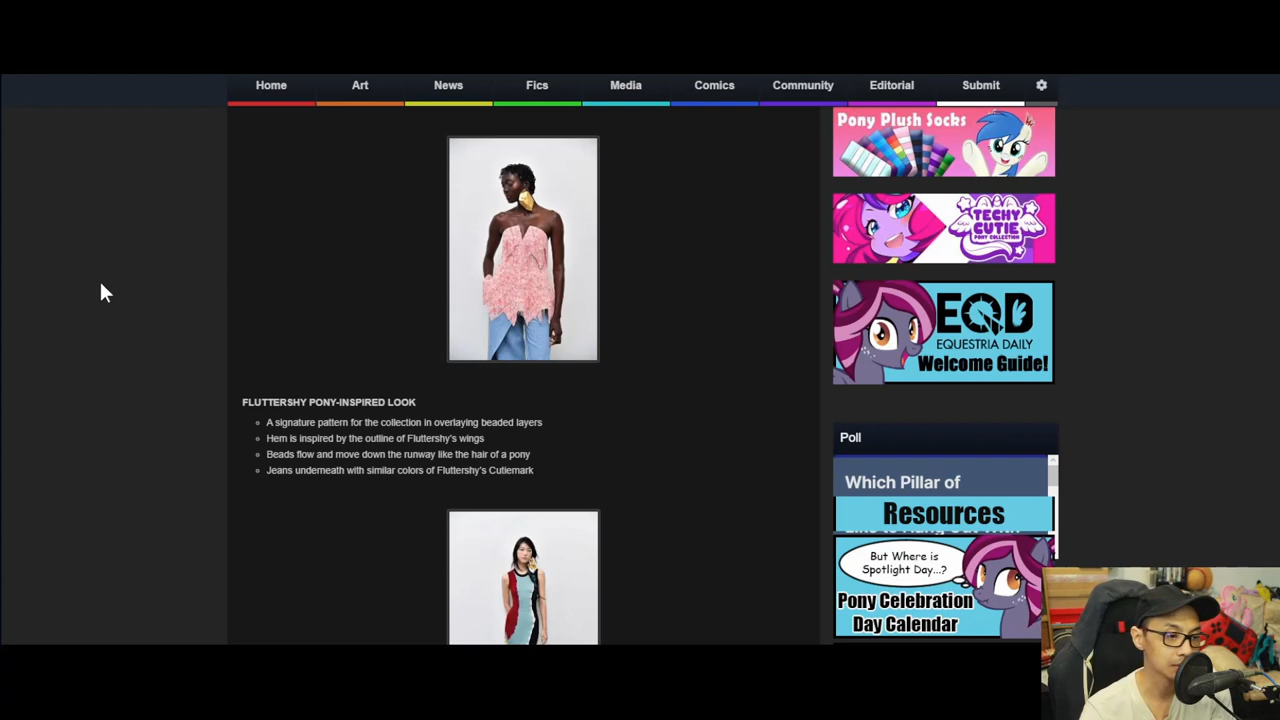 Home Art News Fics Media Comics Community Editorial Submit
Pony Plush Socks
TECHY
CUTIE
PONY COLLECTION
EQD
EQUESTRIA DAILY
Welcome Guide!
FLUTTERSHY PONY-INSPIRED LOOK
A signature pattern for the collection in overlaying beaded layers
Hem is inspired by the outline of Fluttershy's wings
Beads flow and move down the runway like the hair of a pony
Jeans underneath with similar colors of Fluttershy's Cutiemark
Poll
Which Pillar of
Resources
But Where is
Spotlight Day...?
Pony Celebration
Day Calendar